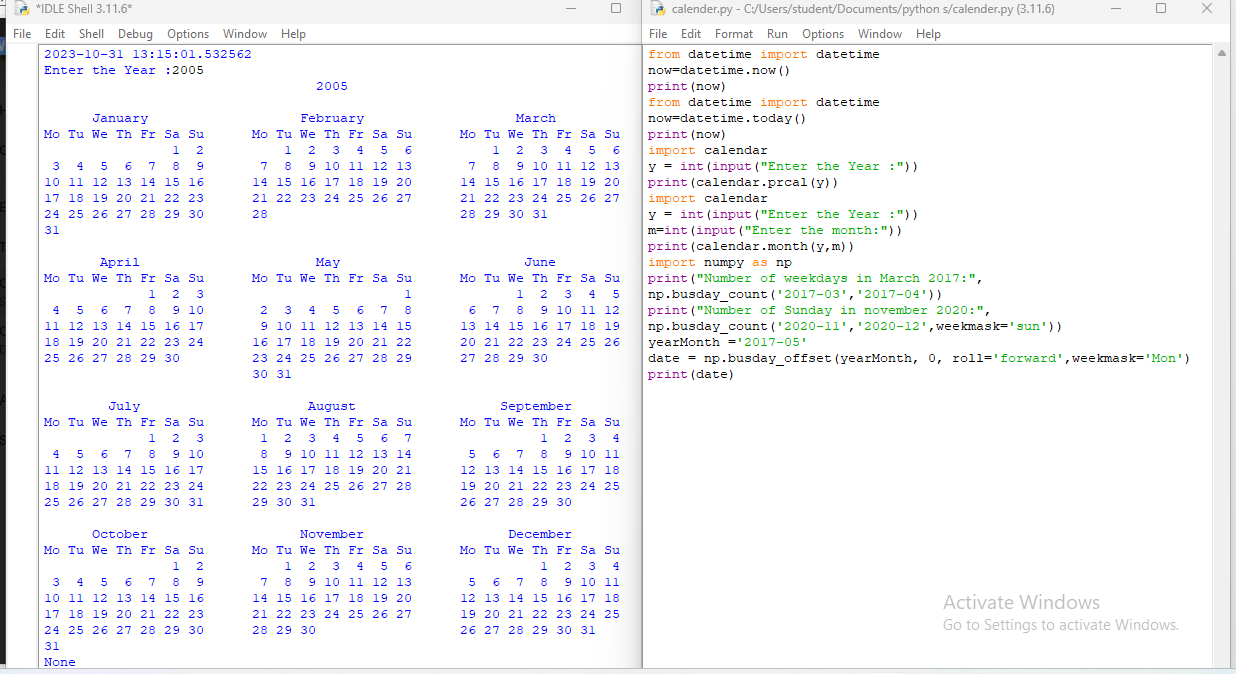 *IDLE Shell 3.11.6*
File Edit Shell Debug Options Window Help
2023-10-31 13:15:01.532562
Enter the Year :2005
                                  2005

      January                   February                   March
Mo Tu We Th Fr Sa Su      Mo Tu We Th Fr Sa Su      Mo Tu We Th Fr Sa Su
                1  2          1  2  3  4  5  6          1  2  3  4  5  6
 3  4  5  6  7  8  9       7  8  9 10 11 12 13       7  8  9 10 11 12 13
10 11 12 13 14 15 16      14 15 16 17 18 19 20      14 15 16 17 18 19 20
17 18 19 20 21 22 23      21 22 23 24 25 26 27      21 22 23 24 25 26 27
24 25 26 27 28 29 30      28                        28 29 30 31
31

       April                      May                       June
Mo Tu We Th Fr Sa Su      Mo Tu We Th Fr Sa Su      Mo Tu We Th Fr Sa Su
             1  2  3                         1             1  2  3  4  5
 4  5  6  7  8  9 10       2  3  4  5  6  7  8       6  7  8  9 10 11 12
11 12 13 14 15 16 17       9 10 11 12 13 14 15      13 14 15 16 17 18 19
18 19 20 21 22 23 24      16 17 18 19 20 21 22      20 21 22 23 24 25 26
25 26 27 28 29 30         23 24 25 26 27 28 29      27 28 29 30
                          30 31

        July                     August                  September
Mo Tu We Th Fr Sa Su      Mo Tu We Th Fr Sa Su      Mo Tu We Th Fr Sa Su
             1  2  3       1  2  3  4  5  6  7                1  2  3  4
 4  5  6  7  8  9 10       8  9 10 11 12 13 14       5  6  7  8  9 10 11
11 12 13 14 15 16 17      15 16 17 18 19 20 21      12 13 14 15 16 17 18
18 19 20 21 22 23 24      22 23 24 25 26 27 28      19 20 21 22 23 24 25
25 26 27 28 29 30 31      29 30 31                  26 27 28 29 30

      October                   November                  December
Mo Tu We Th Fr Sa Su      Mo Tu We Th Fr Sa Su      Mo Tu We Th Fr Sa Su
                1  2          1  2  3  4  5  6                1  2  3  4
 3  4  5  6  7  8  9       7  8  9 10 11 12 13       5  6  7  8  9 10 11
10 11 12 13 14 15 16      14 15 16 17 18 19 20      12 13 14 15 16 17 18
17 18 19 20 21 22 23      21 22 23 24 25 26 27      19 20 21 22 23 24 25
24 25 26 27 28 29 30      28 29 30                  26 27 28 29 30 31
31
None
calender.py - C:/Users/student/Documents/python s/calender.py (3.11.6)
File Edit Format Run Options Window Help
from datetime import datetime
now=datetime.now()
print(now)
from datetime import datetime
now=datetime.today()
print(now)
import calendar
y = int(input("Enter the Year :"))
print(calendar.prcal(y))
import calendar
y = int(input("Enter the Year :"))
m=int(input("Enter the month:"))
print(calendar.month(y,m))
import numpy as np
print("Number of weekdays in March 2017:",
np.busday_count('2017-03','2017-04'))
print("Number of Sunday in november 2020:",
np.busday_count('2020-11','2020-12',weekmask='sun'))
yearMonth ='2017-05'
date = np.busday_offset(yearMonth, 0, roll='forward',weekmask='Mon')
print(date)
Activate Windows
Go to Settings to activate Windows.